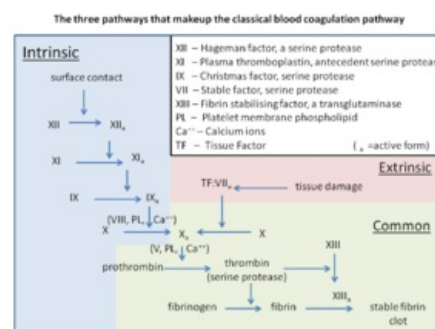 The three pathways that makeup the classical blood coagulation pathway
Intrinsic
surface contact
XII
XIIₐ
XI
XIₐ
IX
IXₐ
(VIII, PL, Ca⁺⁺)
X
Xₐ
X
XII – Hageman factor, a serine protease
XI – Plasma thromboplastin, antecedent serine protease
IX – Christmas factor, serine protease
VII – Stable factor, serine protease
XIII – Fibrin stabilising factor, a transglutaminase
PL – Platelet membrane phospholipid
Ca⁺⁺ – Calcium ions
TF – Tissue Factor ( ₐ =active form)
Extrinsic
TF:VIIₐ
tissue damage
Common
(V, PL, Ca⁺⁺)
XIII
prothrombin
thrombin
(serine protease)
XIIIₐ
fibrinogen
fibrin
stable fibrin
clot